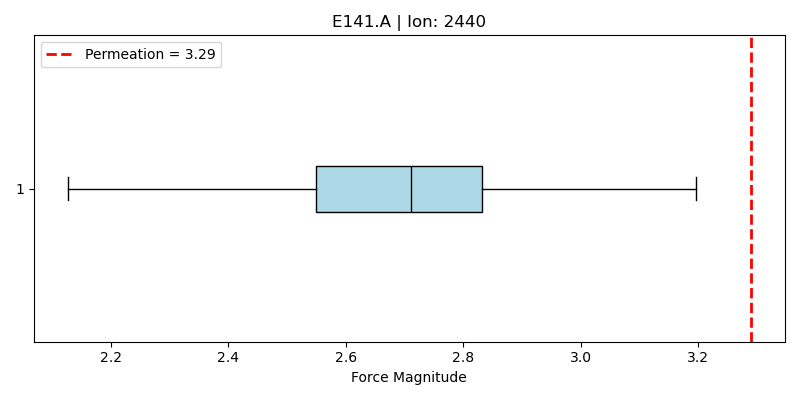 E141.A | Ion: 2440
Permeation = 3.29
1
2.2 2.4 2.6 2.8 3.0 3.2
Force Magnitude